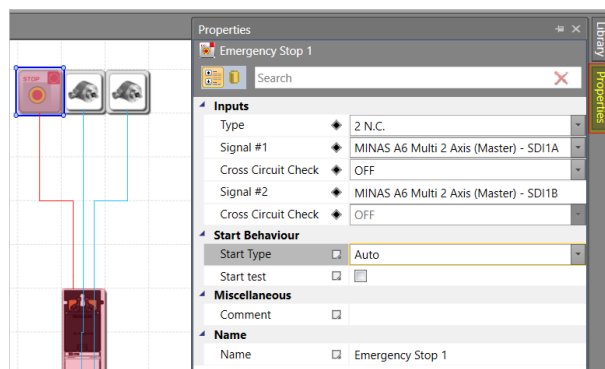 Properties
Emergency Stop 1
Search
Inputs
Type 2 N.C.
Signal #1 MINAS A6 Multi 2 Axis (Master) - SDI1A
Cross Circuit Check OFF
Signal #2 MINAS A6 Multi 2 Axis (Master) - SDI1B
Cross Circuit Check OFF
Start Behaviour
Start Type Auto
Start test
Miscellaneous
Comment
Name
Name Emergency Stop 1
STOP
Library
Properties